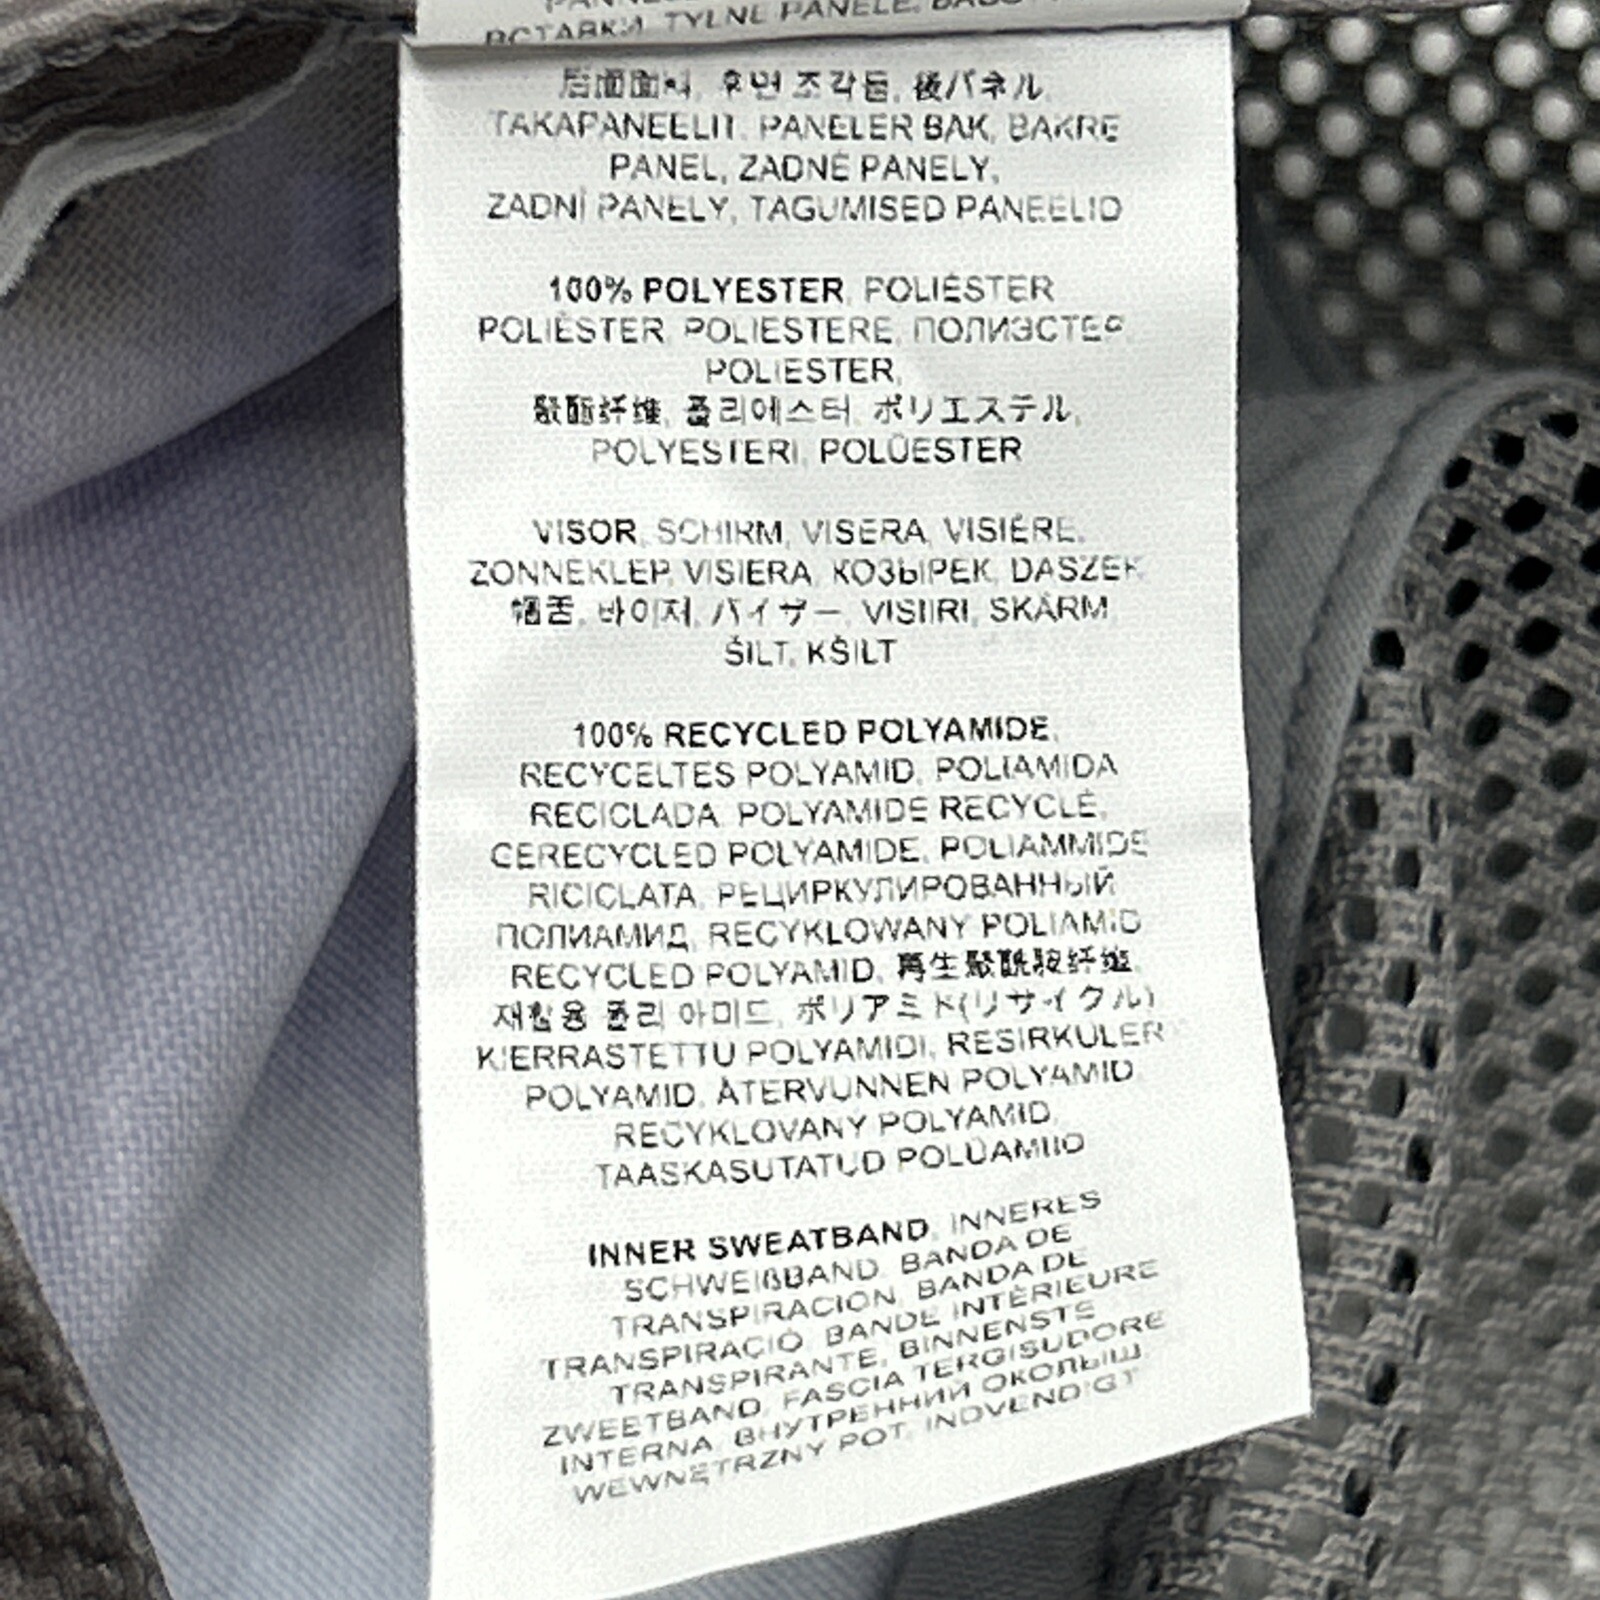 ВСТАВКИ, TYLNE PANELE,
后面面料, 후면 조각들, 後パネル,
TAKAPANEELIT, PANELER BAK, BAKRE
PANEL, ZADNÉ PANELY,
ZADNÍ PANELY, TAGUMISED PANEELID
100% POLYESTER, POLIÉSTER
POLIÈSTER, POLIESTERE, ПОЛИЭСТЕР,
POLIESTER,
聚酯纤维, 폴리에스터, ポリエステル,
POLYESTERI, POLÜESTER
VISOR, SCHIRM, VISERA, VISIÈRE,
ZONNEKLEP, VISIERA, КОЗЫРЕК, DASZEK
帽舌, 바이저, バイザー, VISIIRI, SKÄRM
ŠILT, KŠILT
100% RECYCLED POLYAMIDE,
RECYCELTES POLYAMID, POLIAMIDA
RECICLADA, POLYAMIDE RECYCLÉ,
GERECYCLED POLYAMIDE, POLIAMMIDE
RICICLATA, РЕЦИРКУЛИРОВАННЫЙ
ПОЛИАМИД, RECYKLOWANY POLIAMID
RECYCLED POLYAMID, 再生聚酰胺纤维,
재활용 폴리 아미드, ポリアミド(リサイクル)
KIERRASTETTU POLYAMIDI, RESIRKULER
POLYAMID, ÅTERVUNNEN POLYAMID
RECYKLOVANY POLYAMID,
TAASKASUTATUD POLÜAMIID
INNER SWEATBAND, INNERES
SCHWEIßBAND, BANDA DE
TRANSPIRACIÓN, BANDA DE
TRANSPIRACIÓ, BANDE INTÉRIEURE
TRANSPIRANTE, BINNENSTE
ZWEETBAND, FASCIA TERGISUDORE
INTERNA, ВНУТРЕННИЙ ОКОЛЫШ,
WEWNĘTRZNY POT, INDVENDIGT